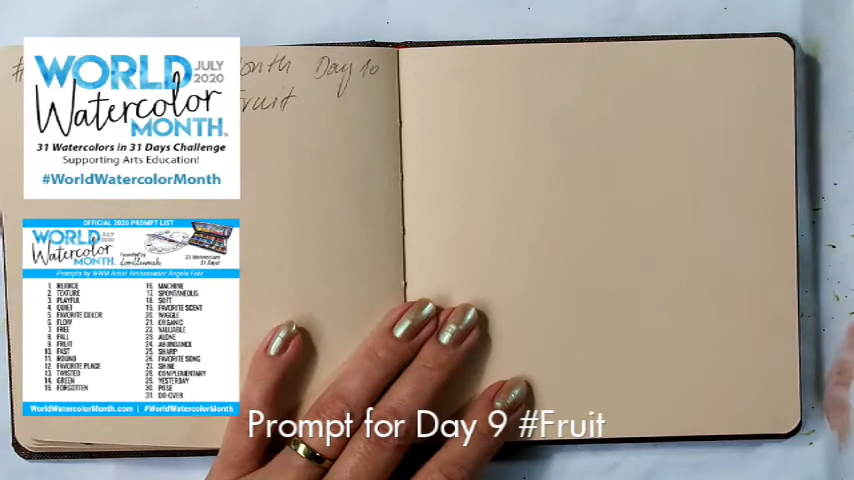 #
onth Day 10
Fruit
WORLD
JULY
2020
Watercolor
MONTH
31 Watercolors in 31 Days Challenge
Supporting Arts Education!
#WorldWatercolorMonth
OFFICIAL 2020 PROMPT LIST
WORLD
JULY
2020
Watercolor
MONTH
31 Watercolors
31 Days!
Prompts by WWM Artist Ambassador Angela Fehr
1. REJOICE
2. TEXTURE
3. PLAYFUL
4. QUIET
5. FAVORITE COLOR
6. FLOW
7. FREE
8. FALL
9. FRUIT
10. FAST
11. ROUND
12. FAVORITE PLACE
13. TWISTED
14. GREEN
15. FORGOTTEN
16. MACHINE
17. SPONTANEOUS
18. SOFT
19. FAVORITE SCENT
20. WIGGLE
21. ORGANIC
22. VALUABLE
23. ALONE
24. ABUNDANCE
25. SHARP
26. FAVORITE SONG
27. SHINE
28. COMPLEMENTARY
29. YESTERDAY
30. POSE
31. DO-OVER
WorldWatercolorMonth.com | #WorldWatercolorMonth
Prompt for Day 9 #Fruit